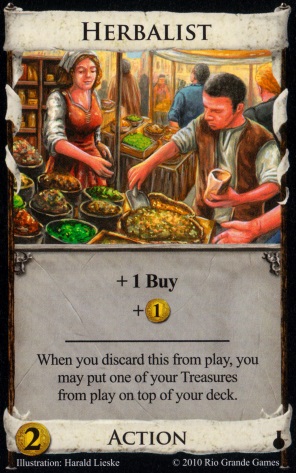 HERBALIST
+ 1 Buy
+ 1
When you discard this from play, you
may put one of your Treasures
from play on top of your deck.
2 ACTION
Illustration: Harald Lieske © 2010 Rio Grande Games